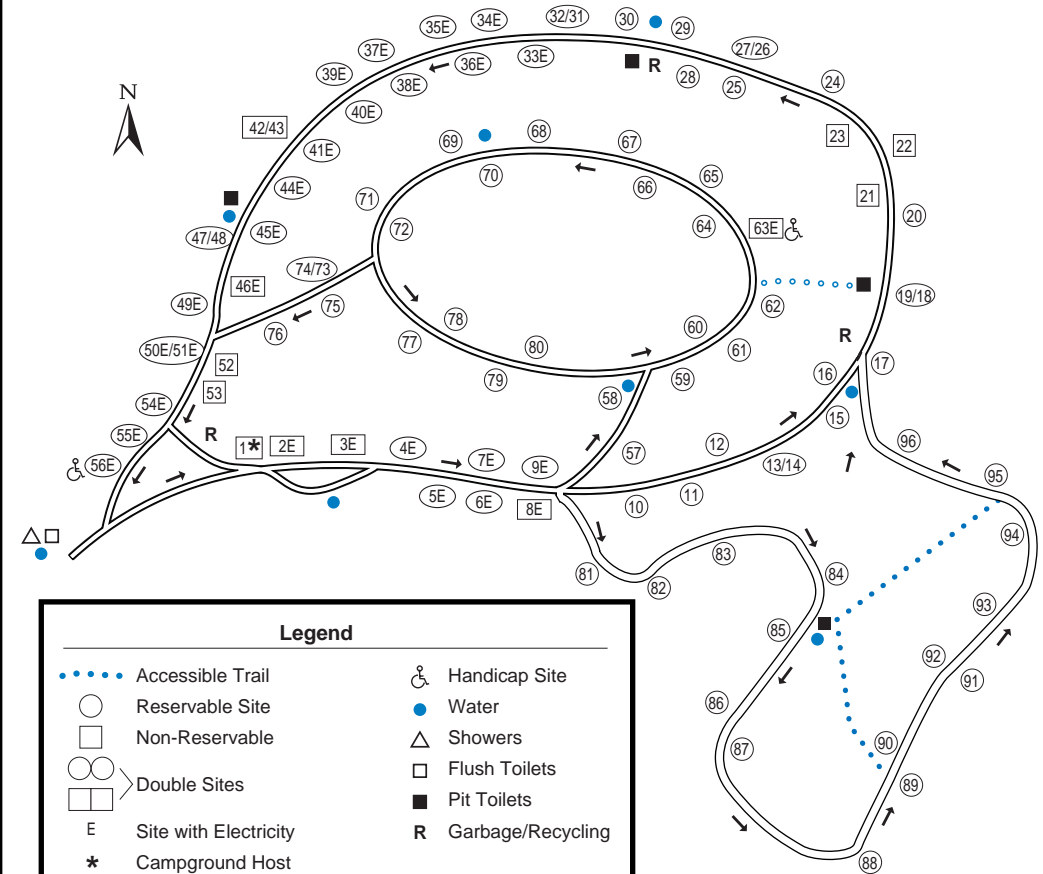 32/31
30
34E
29
35E
27/26
37E
33E
36E
R
28
24
39E
38E
25
N
40E
42/43
69
68
67
23
22
41E
70
66
65
44E
71
21
64
20
72
63E
45E
47/48
74/73
46E
62
19/18
49E
75
78
60
76
77
80
61
R
50E/51E
79
59
16
17
52
58
15
53
54E
55E
R
1*
2E
3E
4E
7E
9E
57
12
96
56E
13/14
5E
6E
8E
10
11
95
94
83
81
82
84
93
85
92
91
86
87
90
89
88
Legend
Accessible Trail
Handicap Site
Reservable Site
Water
Non-Reservable
Showers
Double Sites
Flush Toilets
Pit Toilets
E Site with Electricity
R Garbage/Recycling
* Campground Host